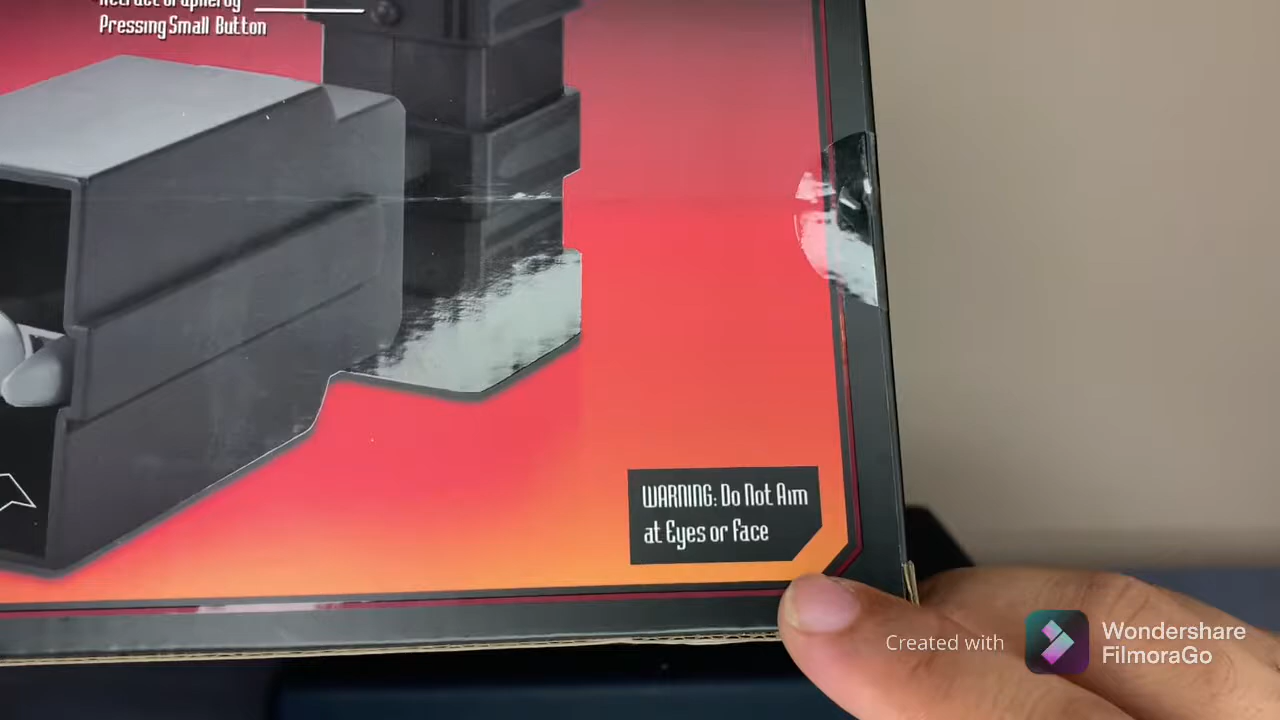 Pressing Small Button
WARNING: Do Not Aim
at Eyes or Face
Created with
Wondershare
FilmoraGo